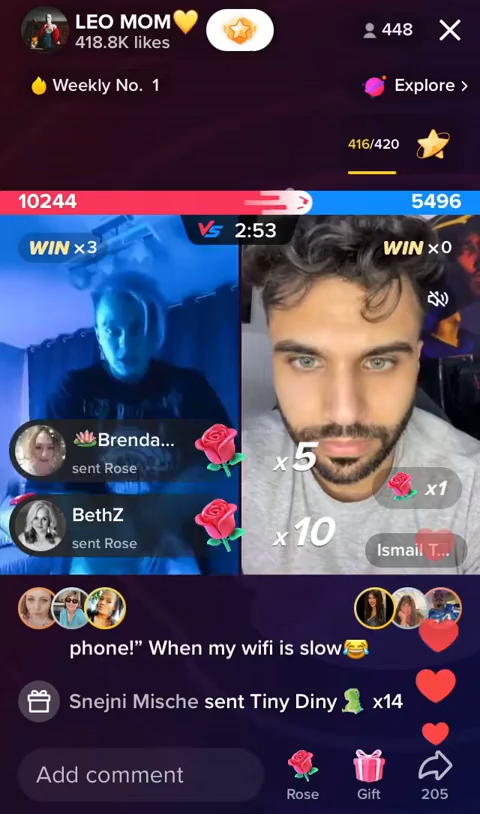 LEO MOM💛
418.8K likes
448
Weekly No. 1
Explore >
416/420
10244
5496
VS 2:53
WIN x3
WIN x0
🪷Brenda...
sent Rose
x5
x1
BethZ
sent Rose
x10
Ismail T...
phone!” When my wifi is slow😂
Snejni Mische sent Tiny Diny🦖 x14
Add comment
Rose
Gift
205